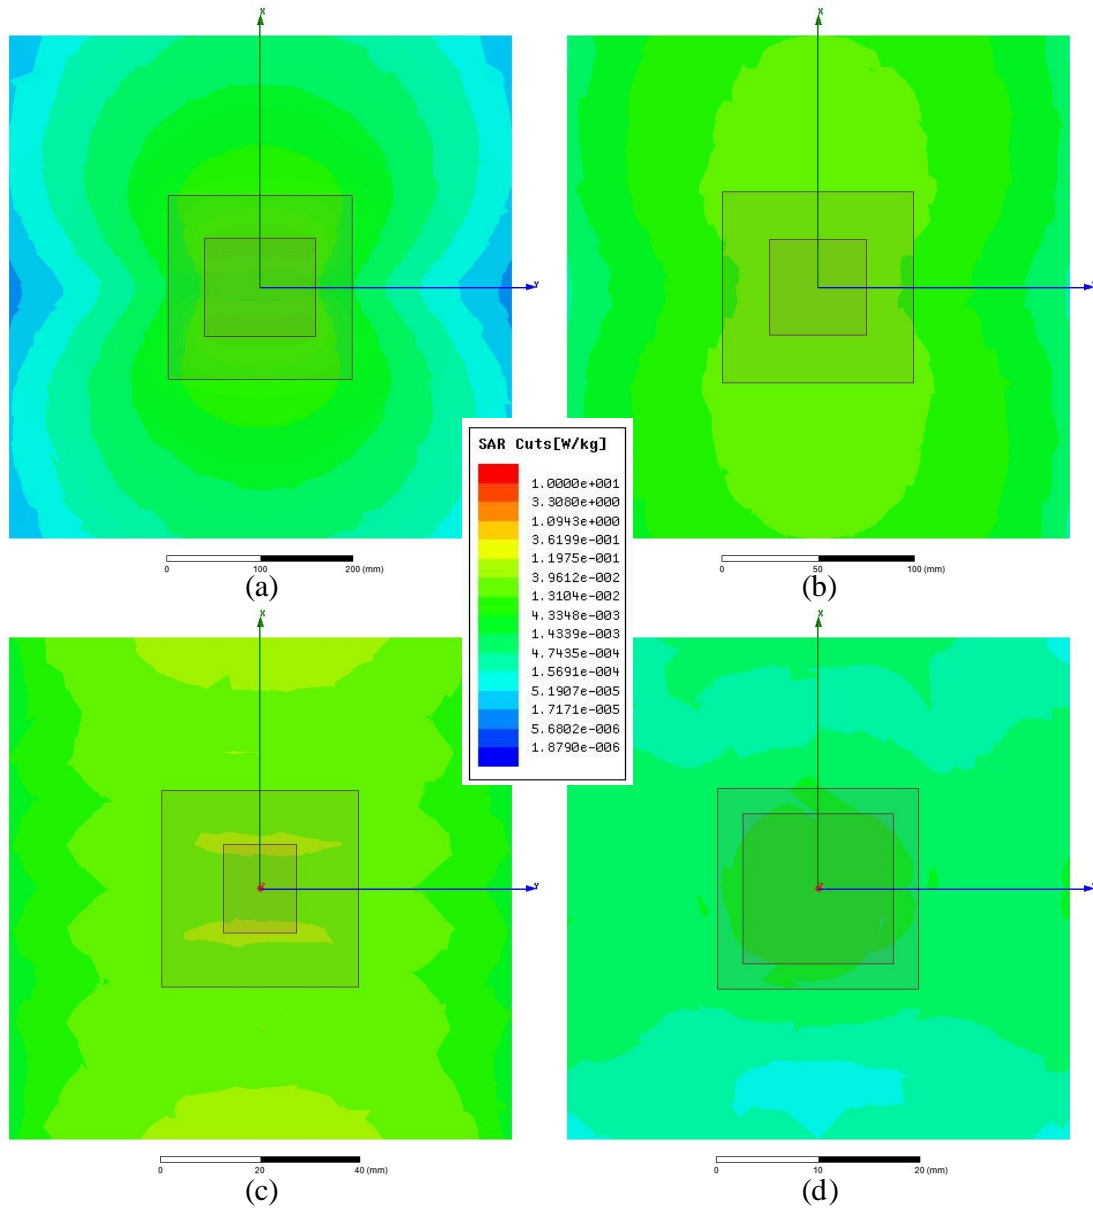 X
X
Y
0
100
200 (mm)
(a)
0
50
100 (mm)
(b)
SAR Cuts[W/kg]
1.0000e+001
3.3080e+000
1.0943e+000
3.6199e-001
1.1975e-001
3.9612e-002
1.3104e-002
4.3348e-003
1.4339e-003
4.7435e-004
1.5691e-004
5.1907e-005
1.7171e-005
5.6802e-006
1.8790e-006
X
X
Z
Y
Z
0
20
40 (mm)
(c)
0
10
20 (mm)
(d)